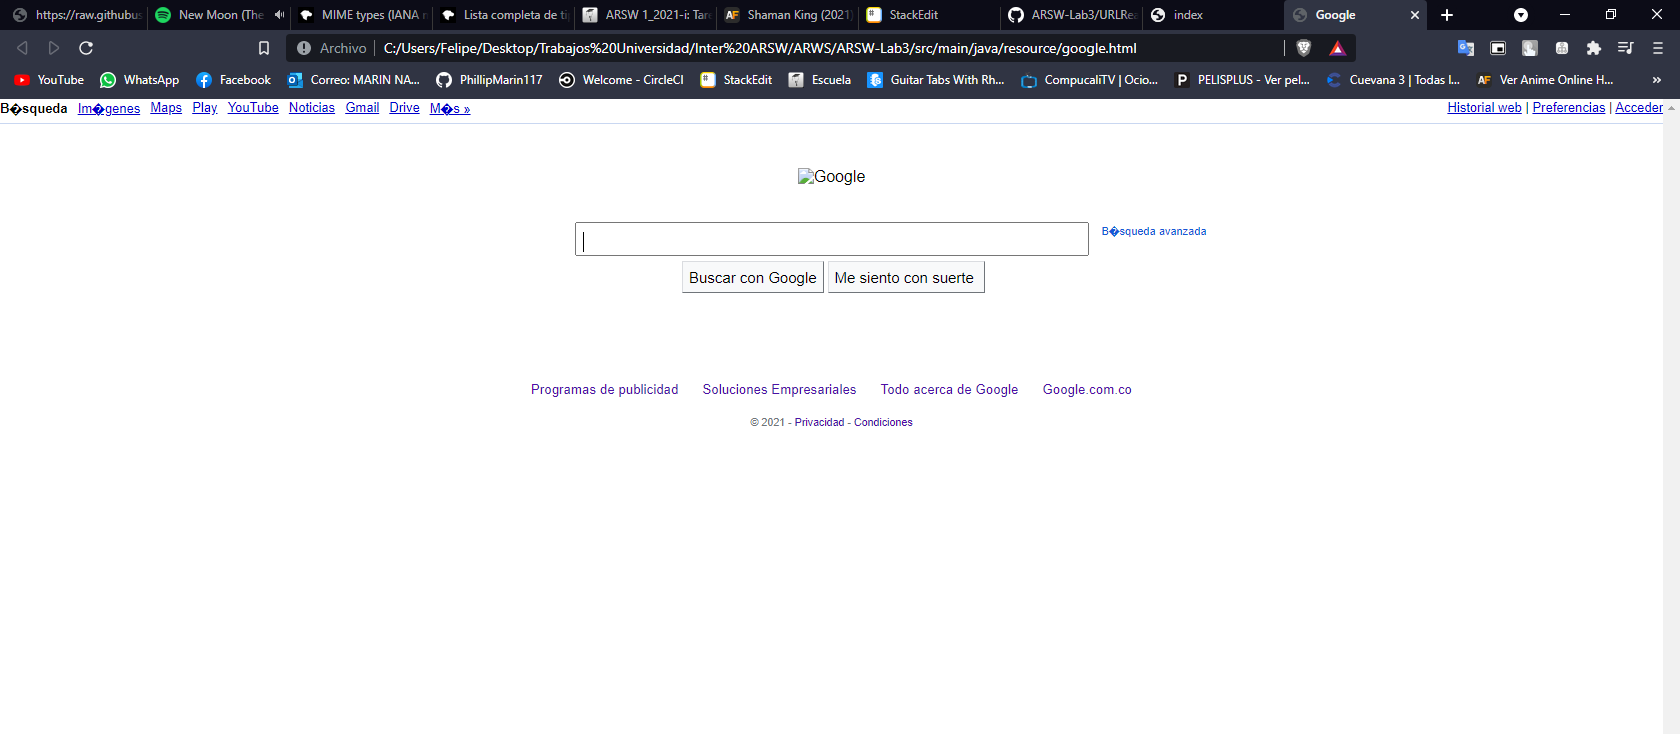 https://raw.githubus New Moon (The MIME types (IANA m Lista completa de ti ARSW 1_2021-i: Tare Shaman King (2021) StackEdit ARSW-Lab3/URLRea index Google
Archivo C:/Users/Felipe/Desktop/Trabajos%20Universidad/Inter%20ARSW/ARWS/ARSW-Lab3/src/main/java/resource/google.html
YouTube WhatsApp Facebook Correo: MARIN NA... PhillipMarin117 Welcome - CircleCI StackEdit Escuela Guitar Tabs With Rh... CompucaliTV | Ocio... PELISPLUS - Ver pel... Cuevana 3 | Todas l... Ver Anime Online H... »
B�squeda Im�genes Maps Play YouTube Noticias Gmail Drive M�s » Historial web | Preferencias | Acceder
Google
B�squeda avanzada
Buscar con Google Me siento con suerte
Programas de publicidad Soluciones Empresariales Todo acerca de Google Google.com.co
© 2021 - Privacidad - Condiciones